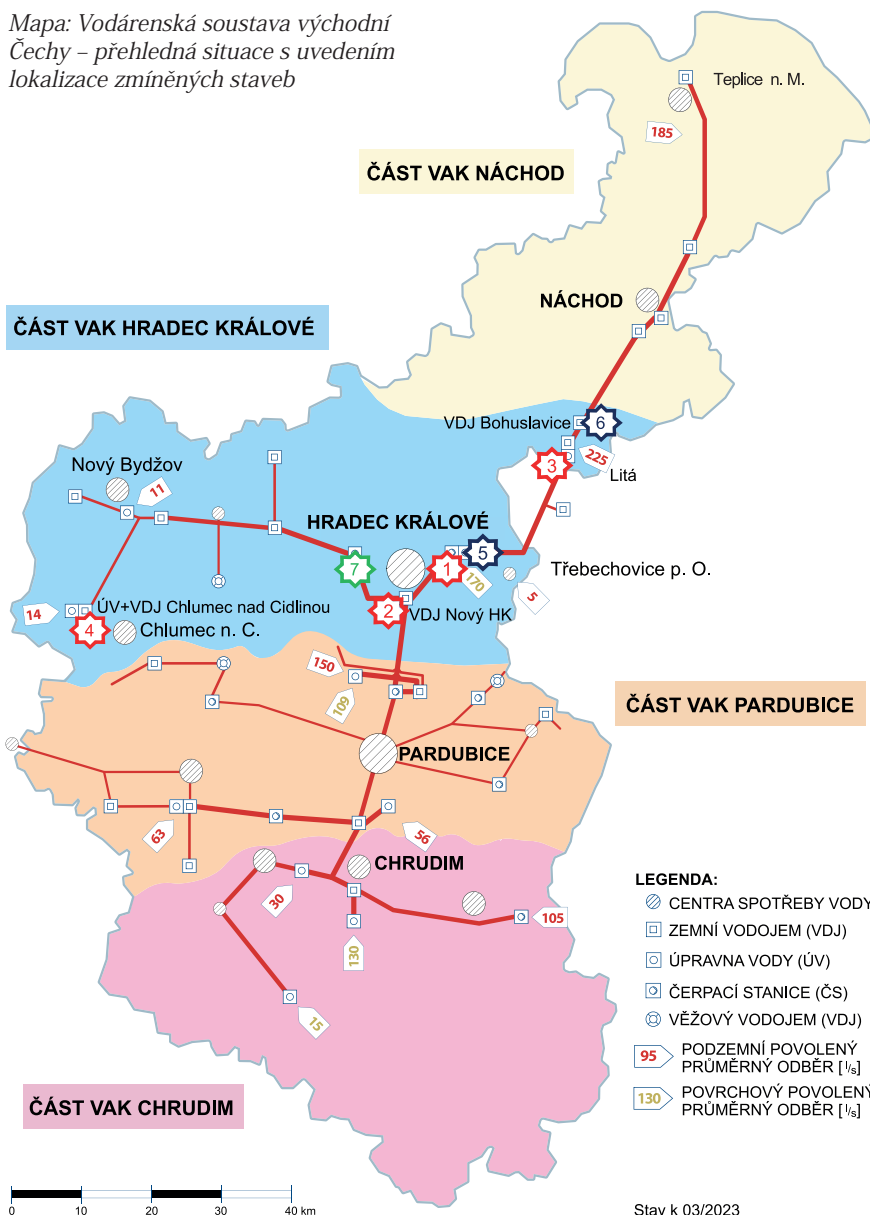 Mapa: Vodárenská soustava východní
Čechy – přehledná situace s uvedením
lokalizace zmíněných staveb
Teplice n. M.
185
ČÁST VAK NÁCHOD
NÁCHOD
ČÁST VAK HRADEC KRÁLOVÉ
VDJ Bohuslavice
6
225
3
Litá
Nový Bydžov
11
HRADEC KRÁLOVÉ
5
7
1
170
Třebechovice p. O.
5
2
VDJ Nový HK
14
ÚV+VDJ Chlumec nad Cidlinou
4
Chlumec n. C.
150
109
ČÁST VAK PARDUBICE
PARDUBICE
63
56
CHRUDIM
30
105
130
15
ČÁST VAK CHRUDIM
LEGENDA:
CENTRA SPOTŘEBY VODY
ZEMNÍ VODOJEM (VDJ)
ÚPRAVNA VODY (ÚV)
ČERPACÍ STANICE (ČS)
VĚŽOVÝ VODOJEM (VDJ)
95 PODZEMNÍ POVOLENÝ
PRŮMĚRNÝ ODBĚR [l/s]
130 POVRCHOVÝ POVOLENÝ
PRŮMĚRNÝ ODBĚR [l/s]
0 10 20 30 40 km
Stav k 03/2023